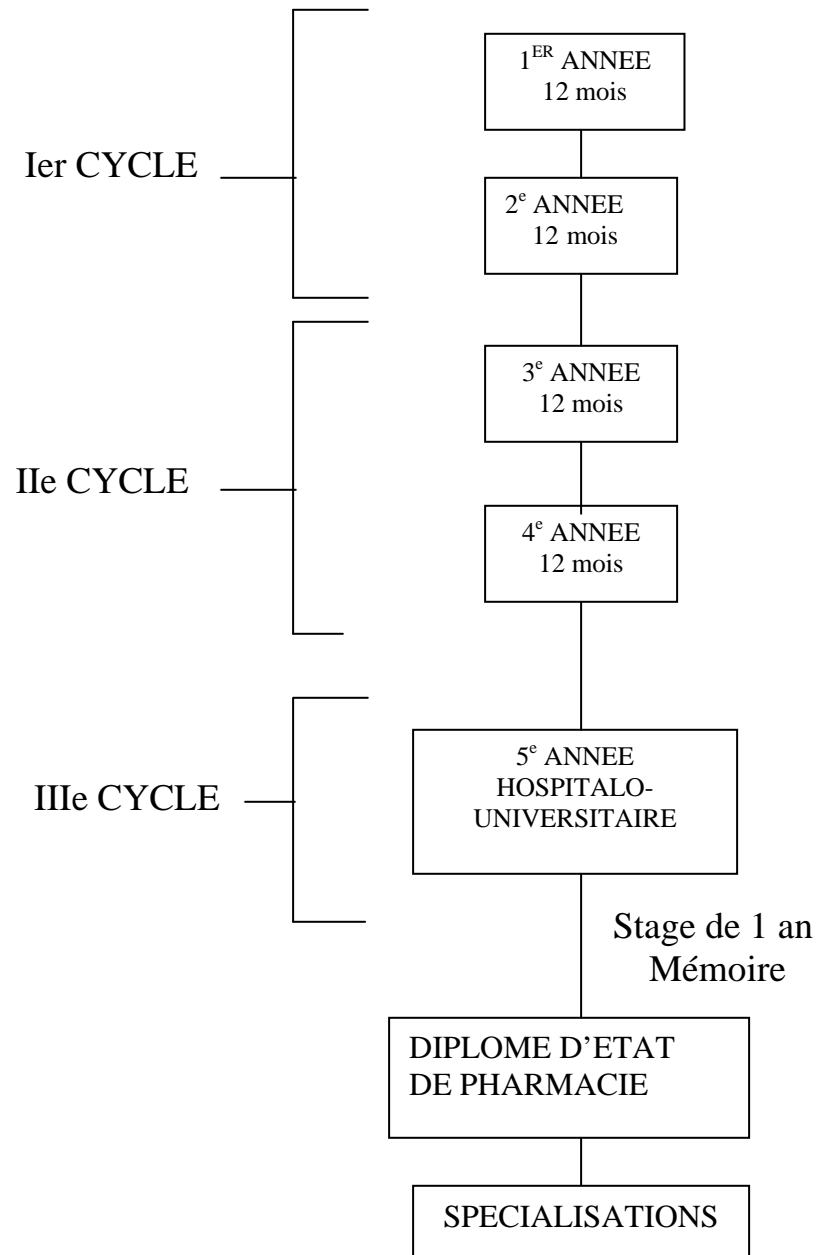 1ER ANNEE
12 mois
Ier CYCLE
2e ANNEE
12 mois
3e ANNEE
12 mois
IIe CYCLE
4e ANNEE
12 mois
5e ANNEE
HOSPITALO-
UNIVERSITAIRE
IIIe CYCLE
Stage de 1 an
Mémoire
DIPLOME D'ETAT
DE PHARMACIE
SPECIALISATIONS